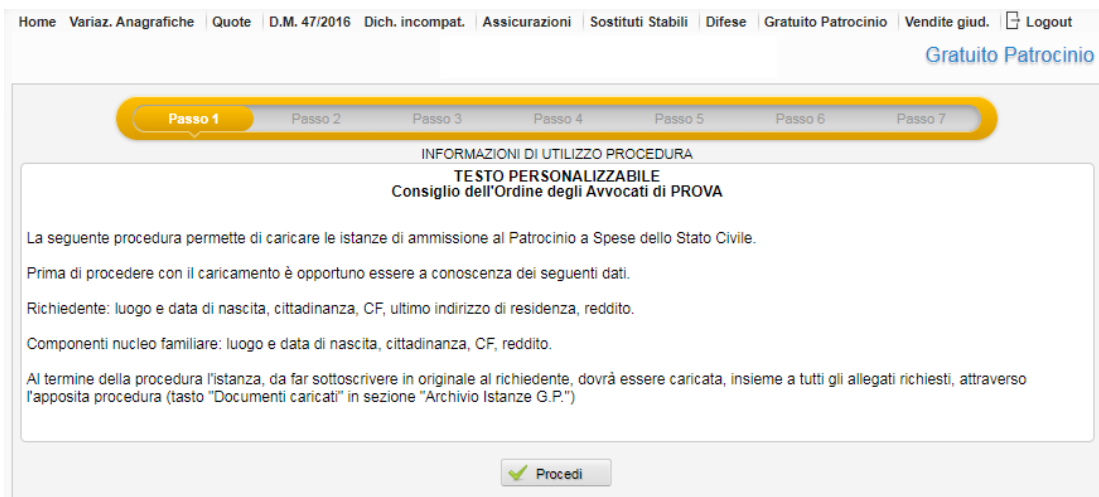 Home Variaz. Anagrafiche Quote D.M. 47/2016 Dich. incompat. Assicurazioni Sostituti Stabili Difese Gratuito Patrocinio Vendite giud. Logout
Gratuito Patrocinio
Passo 1 Passo 2 Passo 3 Passo 4 Passo 5 Passo 6 Passo 7
INFORMAZIONI DI UTILIZZO PROCEDURA
TESTO PERSONALIZZABILE
Consiglio dell'Ordine degli Avvocati di PROVA
La seguente procedura permette di caricare le istanze di ammissione al Patrocinio a Spese dello Stato Civile.
Prima di procedere con il caricamento è opportuno essere a conoscenza dei seguenti dati.
Richiedente: luogo e data di nascita, cittadinanza, CF, ultimo indirizzo di residenza, reddito.
Componenti nucleo familiare: luogo e data di nascita, cittadinanza, CF, reddito.
Al termine della procedura l'istanza, da far sottoscrivere in originale al richiedente, dovrà essere caricata, insieme a tutti gli allegati richiesti, attraverso
l'apposita procedura (tasto "Documenti caricati" in sezione "Archivio Istanze G.P.")
Procedi